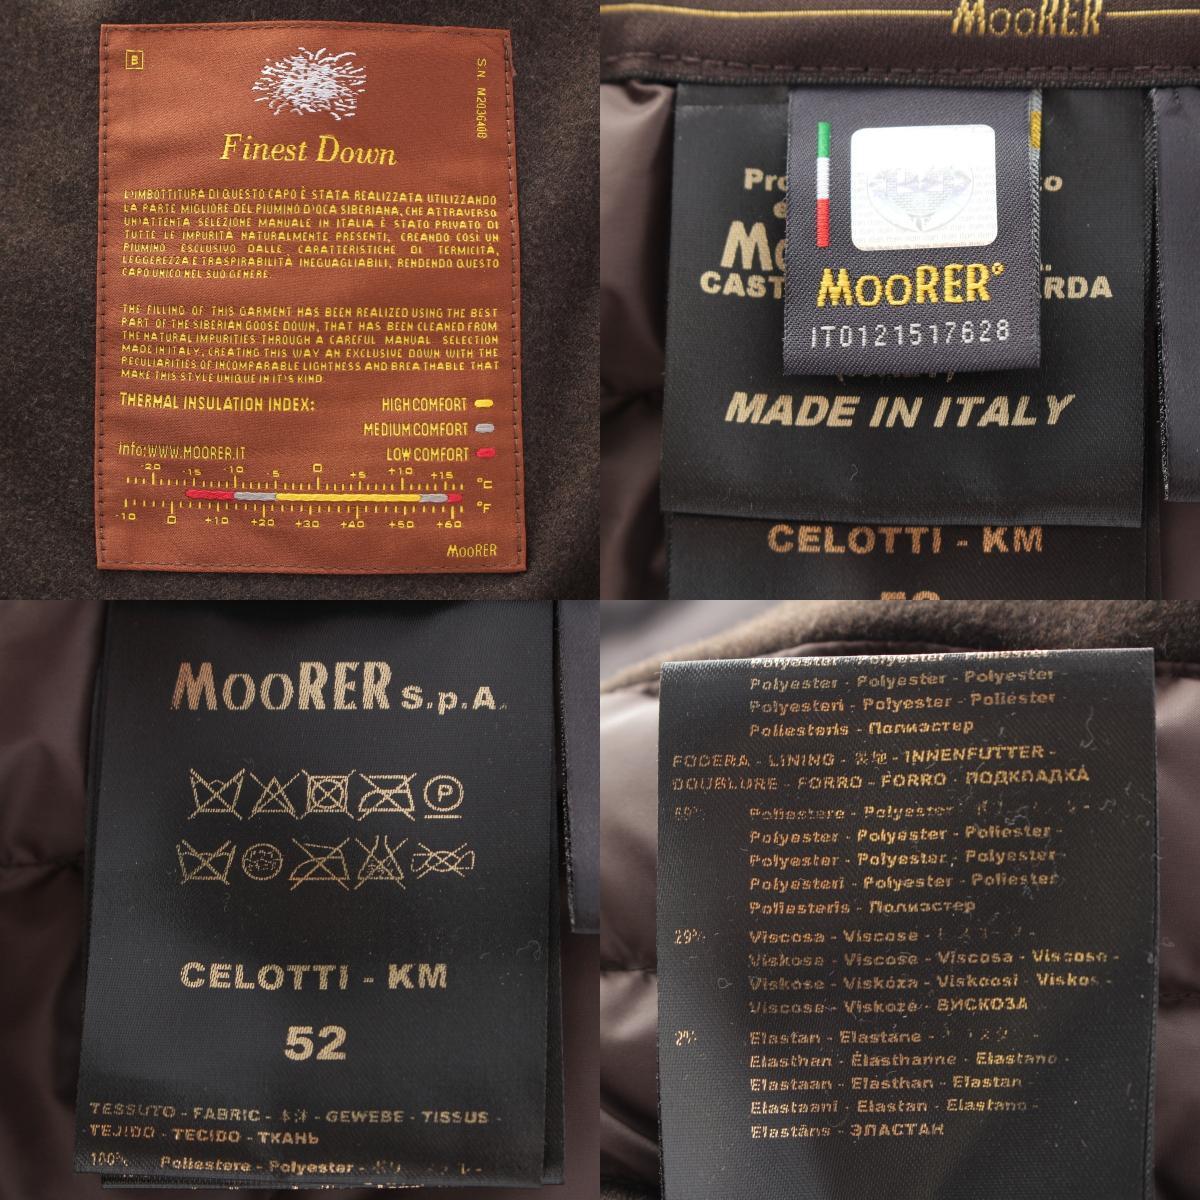 B
S.N. M2036400
Finest Down
L'IMBOTTITURA DI QUESTO CAPO È STATA REALIZZATA UTILIZZANDO
LA PARTE MIGLIORE DEL PIUMINO D'OCA SIBERIANA, CHE ATTRAVERSO
UN'ATTENTA SELEZIONE MANUALE IN ITALIA È STATO PRIVATO DI
TUTTE LE IMPURITÀ NATURALMENTE PRESENTI, CREANDO COSÌ UN
PIUMINO ESCLUSIVO DALLE CARATTERISTICHE DI TERMICITÀ,
LEGGEREZZA E TRASPIRABILITÀ INEGUAGLIABILI, RENDENDO QUESTO
CAPO UNICO NEL SUO GENERE.
THE FILLING OF THIS GARMENT HAS BEEN REALIZED USING THE BEST
PART OF THE SIBERIAN GOOSE DOWN, THAT HAS BEEN CLEANED FROM
THE NATURAL IMPURITIES THROUGH A CAREFUL MANUAL SELECTION
MADE IN ITALY, CREATING THIS WAY AN EXCLUSIVE DOWN WITH THE
PECULIARITIES OF INCOMPARABLE LIGHTNESS AND BREATHABLE THAT
MAKE THIS STYLE UNIQUE IN IT'S KIND.
THERMAL INSULATION INDEX: HIGH COMFORT
MEDIUM COMFORT
info: WWW.MOORER.IT LOW COMFORT
-20 -15 -10 -5 0 +5 +10 +15 °C
-10 0 +10 +20 +30 +40 +50 +60 °F
MOORER
MOORER
MOORER
IT0121517628
MADE IN ITALY
CELOTTI - KM
MOORER S.p.A.
P
CELOTTI - KM
52
TESSUTO - FABRIC - GEWEBE - TISSUS -
TEJIDO - TECIDO - ТКАНЬ
100% Poliestere - Polyester -
Polyester - Polyester - Poliester
Polyester - Polyester - Polyester -
Polyesteri - Polyester - Poliester
Poliesteris - Полиэстер
FODERA - LINING - INNENFUTTER -
DOUBLURE - FORRO - FORRO - ПОДКЛАДКА
Poliestere - Polyester -
Polyester - Polyester - Poliester -
Polyester - Polyester - Polyester -
Polyesteri - Polyester - Poliester
Poliesteris - Полиэстер
29% Viscosa - Viscose -
Viskose - Viscose - Viscosa - Viscose -
Viskose - Viskóza - Viskoosi - Viskos -
Viscose - Viskoze - ВИСКОЗА
2% Elastan - Elastane -
Elasthan - Élasthanne - Elastano -
Elastaan - Elasthan - Elastan -
Elastaani - Elastan - Elastano -
Elastāns - ЭЛАСТАН